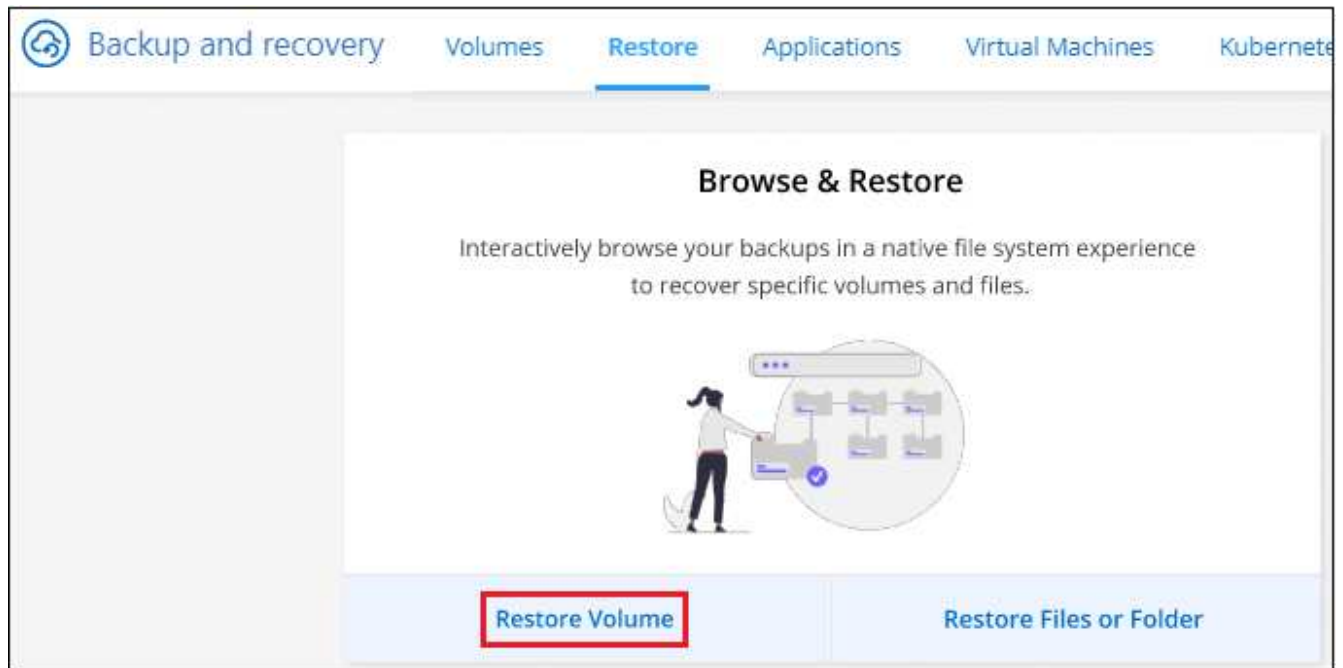 Backup and recovery Volumes Restore Applications Virtual Machines Kubernete
Browse & Restore
Interactively browse your backups in a native file system experience
to recover specific volumes and files.
Restore Volume Restore Files or Folder